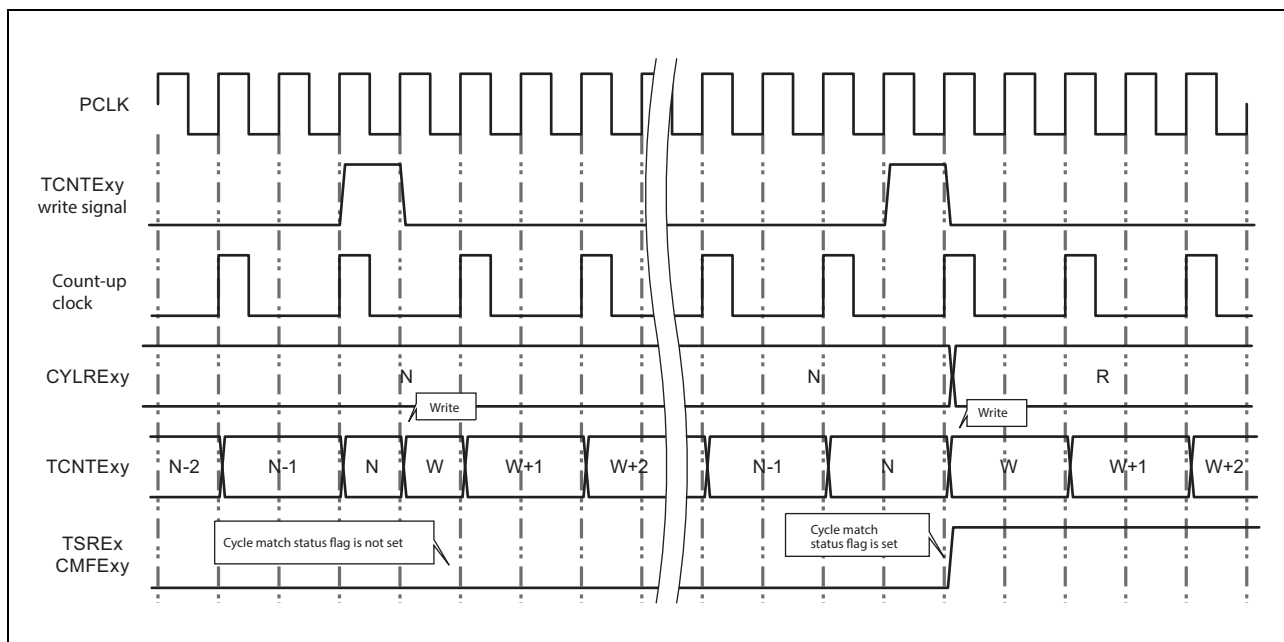 PCLK
TCNTExy
write signal
Count-up
clock
CYLRExy
N
N
R
Write
Write
TCNTExy
N-2
N-1
N
W
W+1
W+2
N-1
N
W
W+1
W+2
TSREx
CMFExy
Cycle match status flag is not set
Cycle match
status flag is set